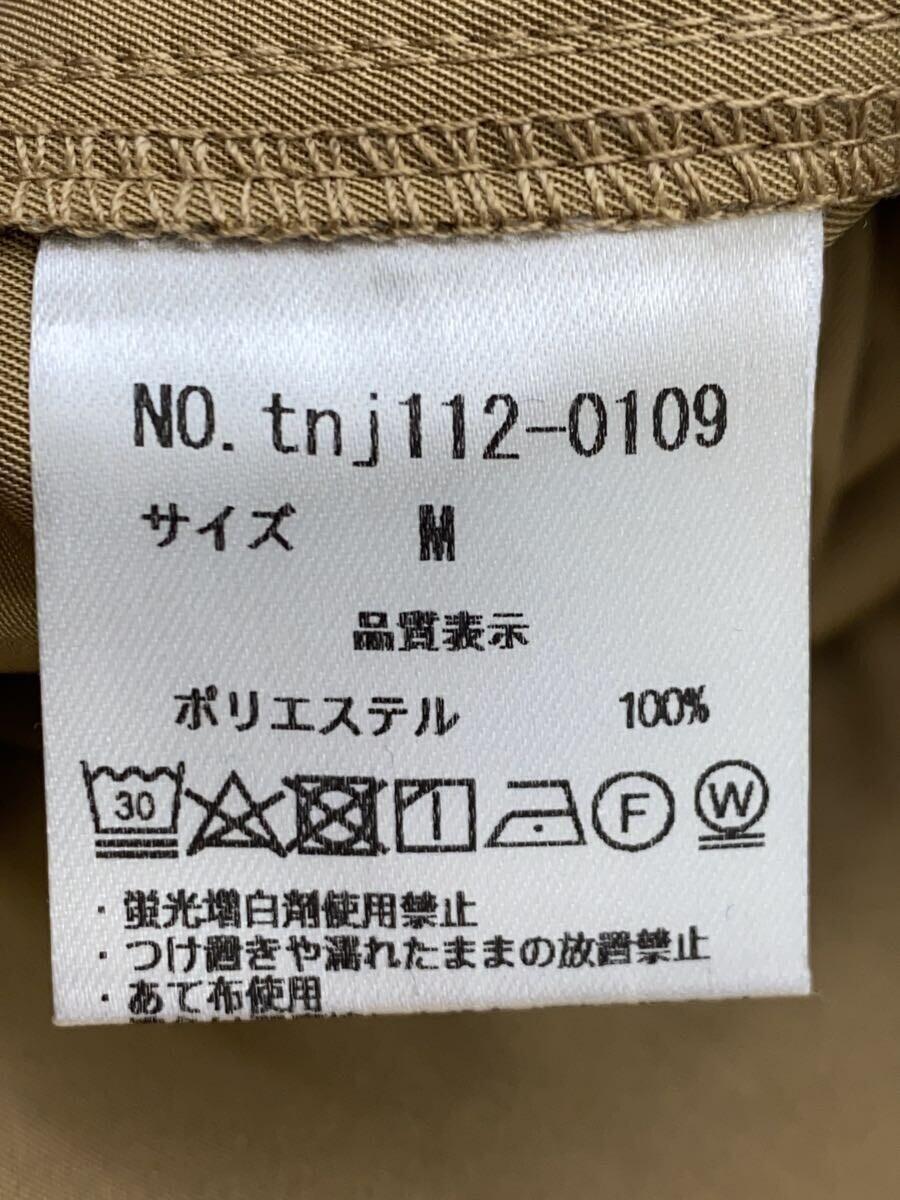 NO.tnj112-0109
サイズ M
品質表示
ポリエステル 100%
30 F W
・蛍光増白剤使用禁止
・つけ置きや濡れたままの放置禁止
・あて布使用